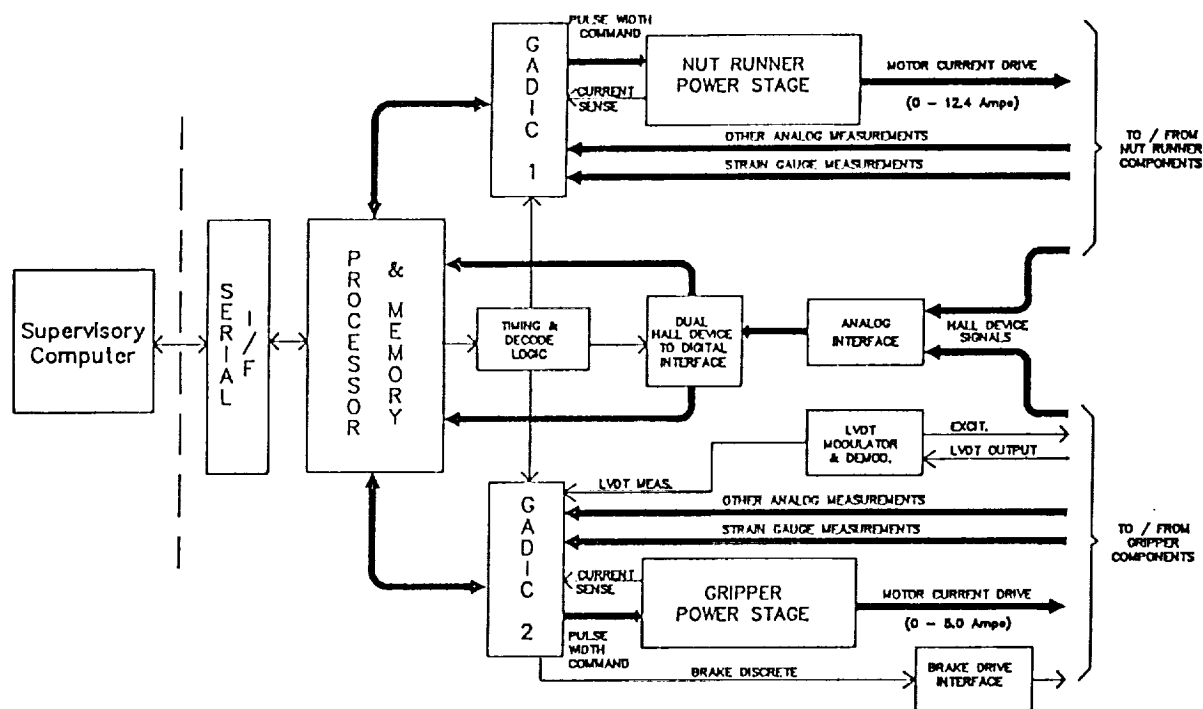 PULSE WIDTH
COMMAND
GADIC 1
NUT RUNNER
POWER STAGE
MOTOR CURRENT DRIVE
(0 - 12.4 Amps)
CURRENT
SENSE
OTHER ANALOG MEASUREMENTS
STRAIN GAUGE MEASUREMENTS
TO / FROM
NUT RUNNER
COMPONENTS
Supervisory
Computer
SERIAL
I/F
PROCESSOR
& MEMORY
TIMING &
DECODE
LOGIC
DUAL
HALL DEVICE
TO DIGITAL
INTERFACE
ANALOG
INTERFACE
HALL DEVICE
SIGNALS
LVDT
MODULATOR
& DEMOD.
EXCIT.
LVDT OUTPUT
LVDT MEAS.
GADIC 2
OTHER ANALOG MEASUREMENTS
STRAIN GAUGE MEASUREMENTS
TO / FROM
GRIPPER
COMPONENTS
CURRENT
SENSE
GRIPPER
POWER STAGE
MOTOR CURRENT DRIVE
(0 - 5.0 Amps)
PULSE
WIDTH
COMMAND
BRAKE DISCRETE
BRAKE DRIVE
INTERFACE